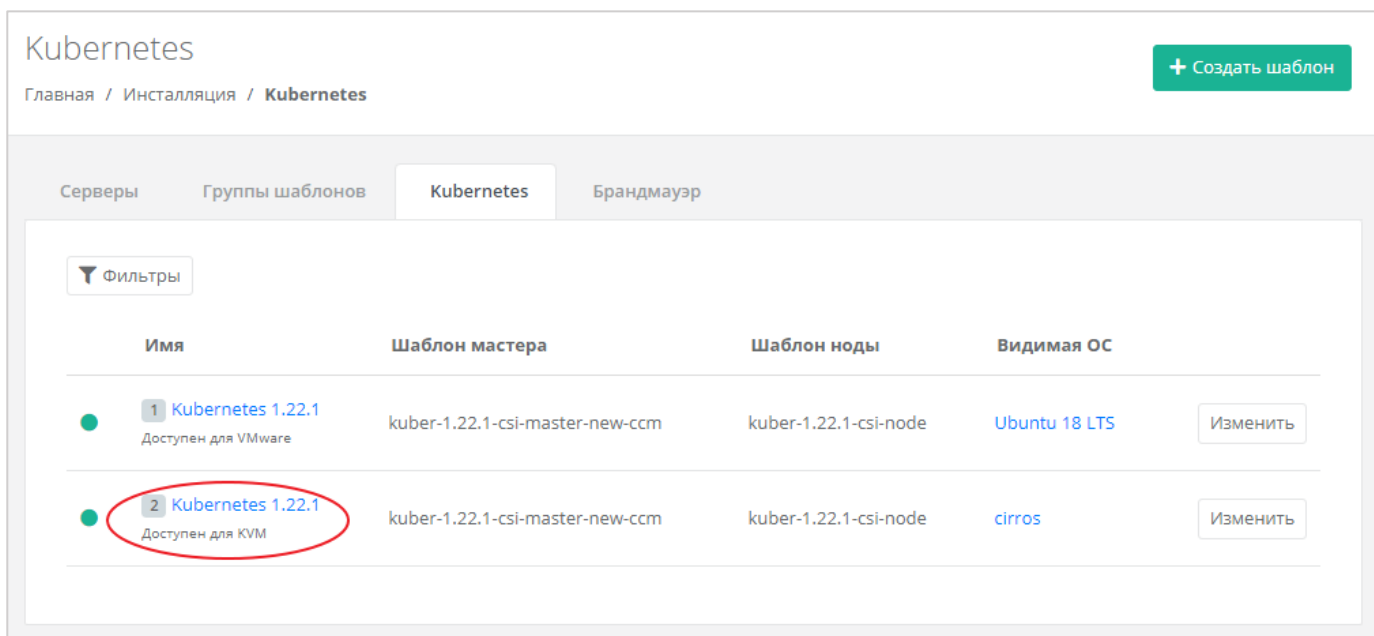 Kubernetes
+ Создать шаблон
Главная / Инсталляция / Kubernetes
Серверы Группы шаблонов Kubernetes Брандмауэр
Фильтры
Имя Шаблон мастера Шаблон ноды Видимая ОС
1 Kubernetes 1.22.1 kuber-1.22.1-csi-master-new-ccm kuber-1.22.1-csi-node Ubuntu 18 LTS Изменить
Доступен для VMware
2 Kubernetes 1.22.1 kuber-1.22.1-csi-master-new-ccm kuber-1.22.1-csi-node cirros Изменить
Доступен для KVM